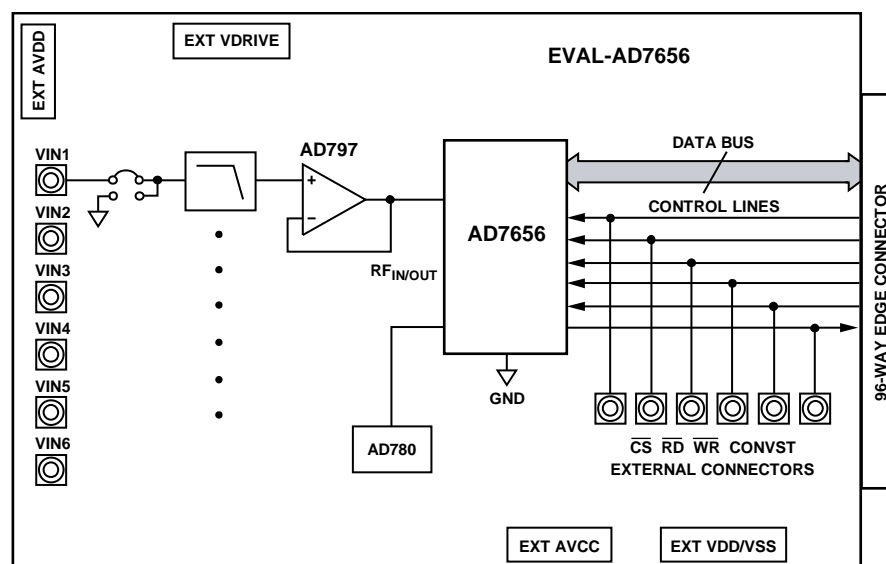 EXT AVDD
EXT VDRIVE
EVAL-AD7656
VIN1
VIN2
VIN3
VIN4
VIN5
VIN6
AD797
RFIN/OUT
AD7656
GND
AD780
DATA BUS
CONTROL LINES
CS RD WR CONVST
EXTERNAL CONNECTORS
96-WAY EDGE CONNECTOR
EXT AVCC
EXT VDD/VSS